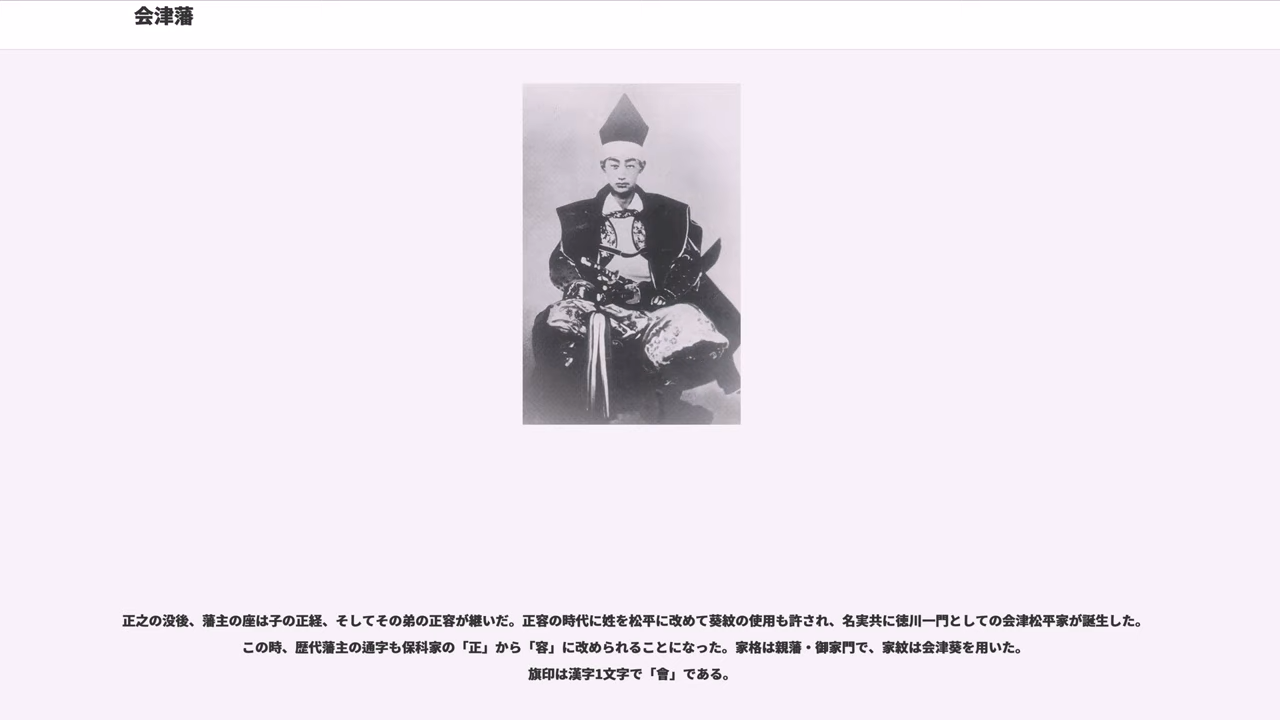 会津藩
正之の没後、藩主の座は子の正経、そしてその弟の正容が継いだ。正容の時代に姓を松平に改めて葵紋の使用も許され、名実共に徳川一門としての会津松平家が誕生した。
この時、歴代藩主の通字も保科家の「正」から「容」に改められることになった。家格は親藩・御家門で、家紋は会津葵を用いた。
旗印は漢字1文字で「會」である。